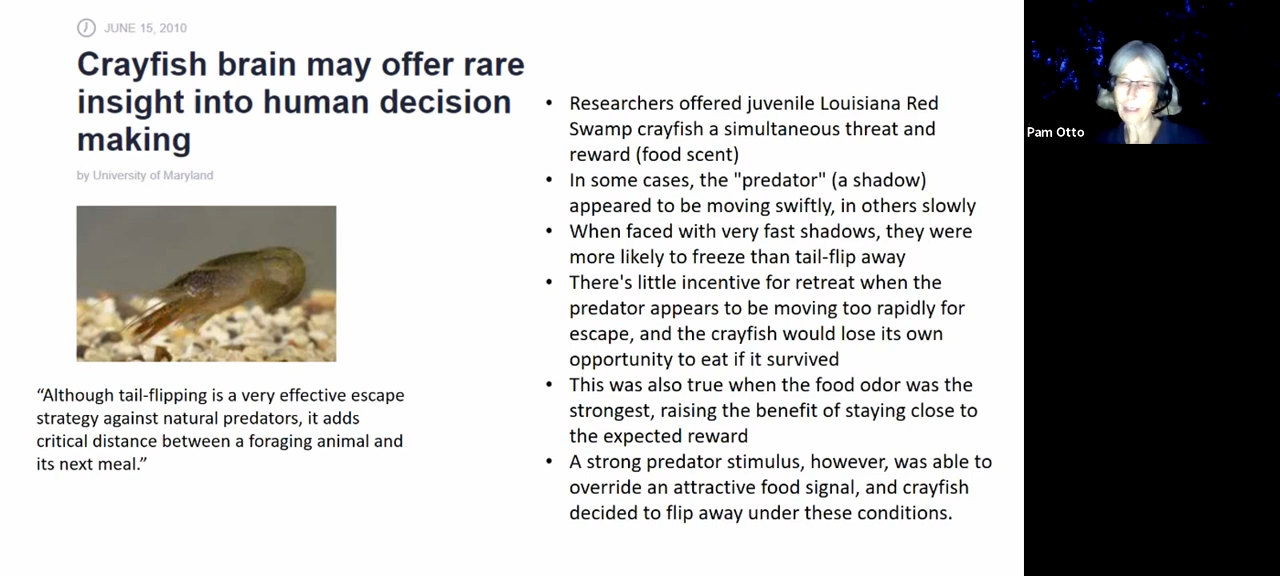 JUNE 15, 2010
Crayfish brain may offer rare
insight into human decision
making
by University of Maryland
“Although tail-flipping is a very effective escape
strategy against natural predators, it adds
critical distance between a foraging animal and
its next meal.”
• Researchers offered juvenile Louisiana Red
Swamp crayfish a simultaneous threat and
reward (food scent)
• In some cases, the "predator" (a shadow)
appeared to be moving swiftly, in others slowly
• When faced with very fast shadows, they were
more likely to freeze than tail-flip away
• There's little incentive for retreat when the
predator appears to be moving too rapidly for
escape, and the crayfish would lose its own
opportunity to eat if it survived
• This was also true when the food odor was the
strongest, raising the benefit of staying close to
the expected reward
• A strong predator stimulus, however, was able to
override an attractive food signal, and crayfish
decided to flip away under these conditions.
Pam Otto